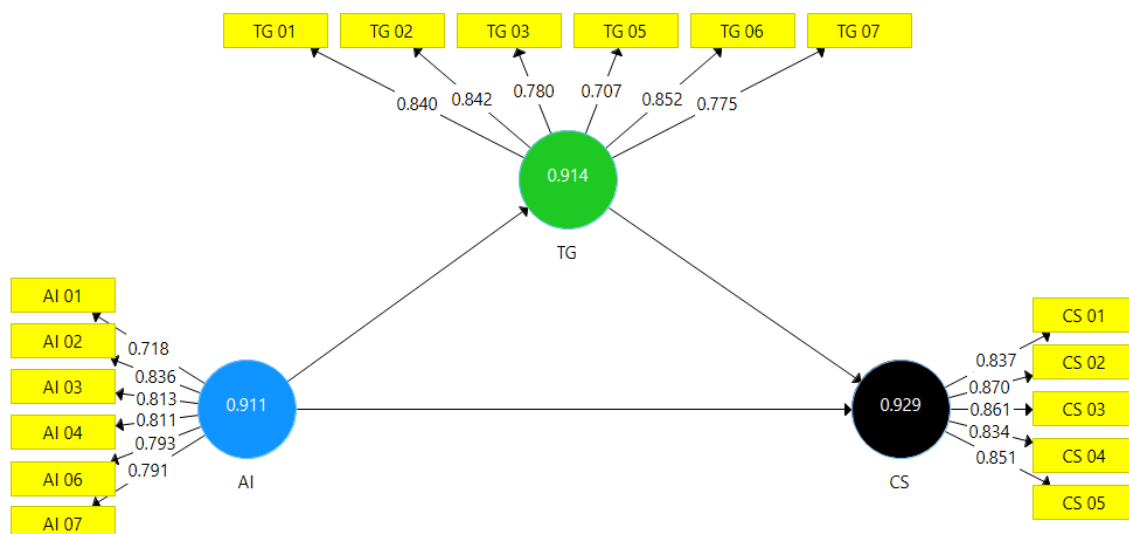 TG 01 TG 02 TG 03 TG 05 TG 06 TG 07
0.840 0.842 0.780 0.707 0.852 0.775
0.914
TG
AI 01
AI 02
AI 03
AI 04
AI 06
AI 07
0.718
0.836
0.813
0.811
0.793
0.791
0.911
AI
0.929
CS
0.837
0.870
0.861
0.834
0.851
CS 01
CS 02
CS 03
CS 04
CS 05